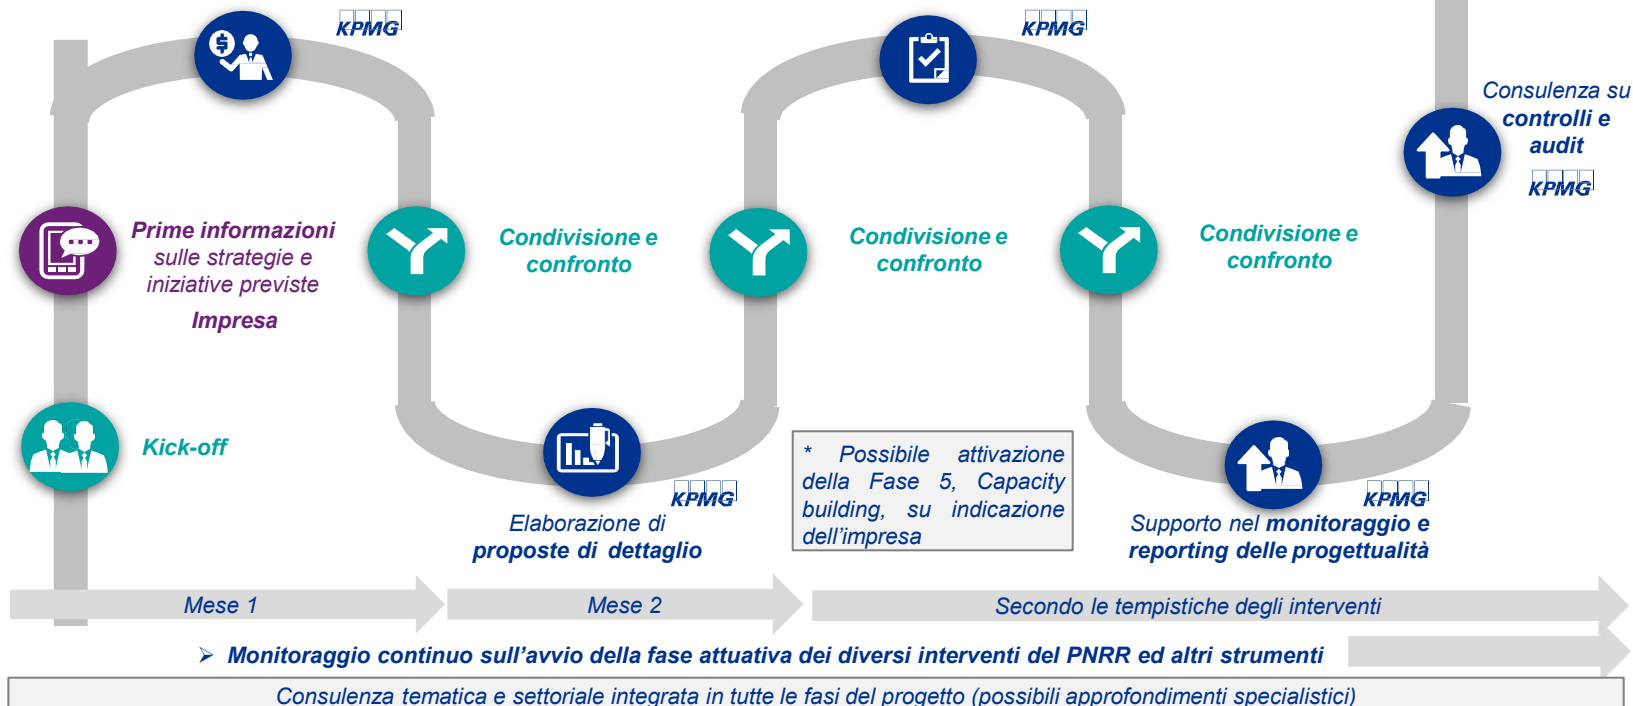 KPMG
KPMG
Consulenza su
controlli e
audit
KPMG
Prime informazioni
sulle strategie e
iniziative previste
Impresa
Condivisione e
confronto
Condivisione e
confronto
Condivisione e
confronto
Kick-off
KPMG
Elaborazione di
proposte di dettaglio
* Possibile attivazione
della Fase 5, Capacity
building, su indicazione
dell'impresa
KPMG
Supporto nel monitoraggio e
reporting delle progettualità
Mese 1
Mese 2
Secondo le tempistiche degli interventi
➢ Monitoraggio continuo sull'avvio della fase attuativa dei diversi interventi del PNRR ed altri strumenti
Consulenza tematica e settoriale integrata in tutte le fasi del progetto (possibili approfondimenti specialistici)